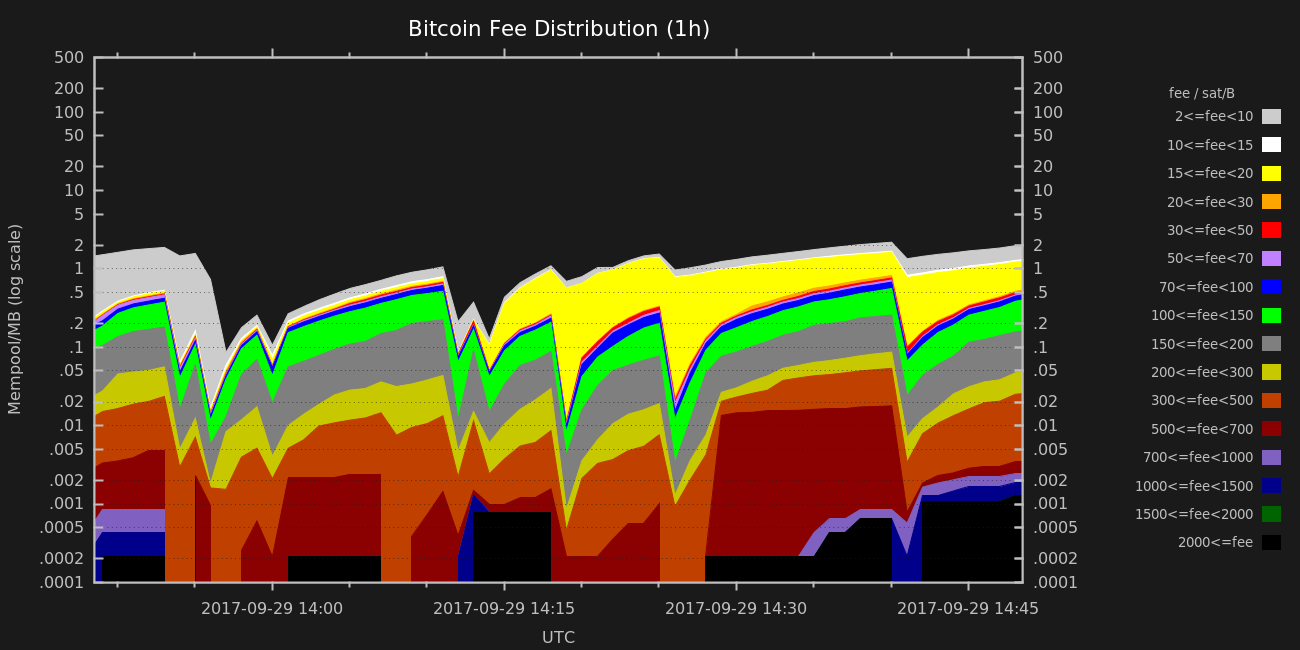 Bitcoin Fee Distribution (1h)
Mempool/MB (log scale)
500
200
100
50
20
10
5
2
1
.5
.2
.1
.05
.02
.01
.005
.002
.001
.0005
.0002
.0001
500
200
100
50
20
10
5
2
1
.5
.2
.1
.05
.02
.01
.005
.002
.001
.0005
.0002
.0001
2017-09-29 14:00
2017-09-29 14:15
2017-09-29 14:30
2017-09-29 14:45
UTC
fee / sat/B
2<=fee<10
10<=fee<15
15<=fee<20
20<=fee<30
30<=fee<50
50<=fee<70
70<=fee<100
100<=fee<150
150<=fee<200
200<=fee<300
300<=fee<500
500<=fee<700
700<=fee<1000
1000<=fee<1500
1500<=fee<2000
2000<=fee